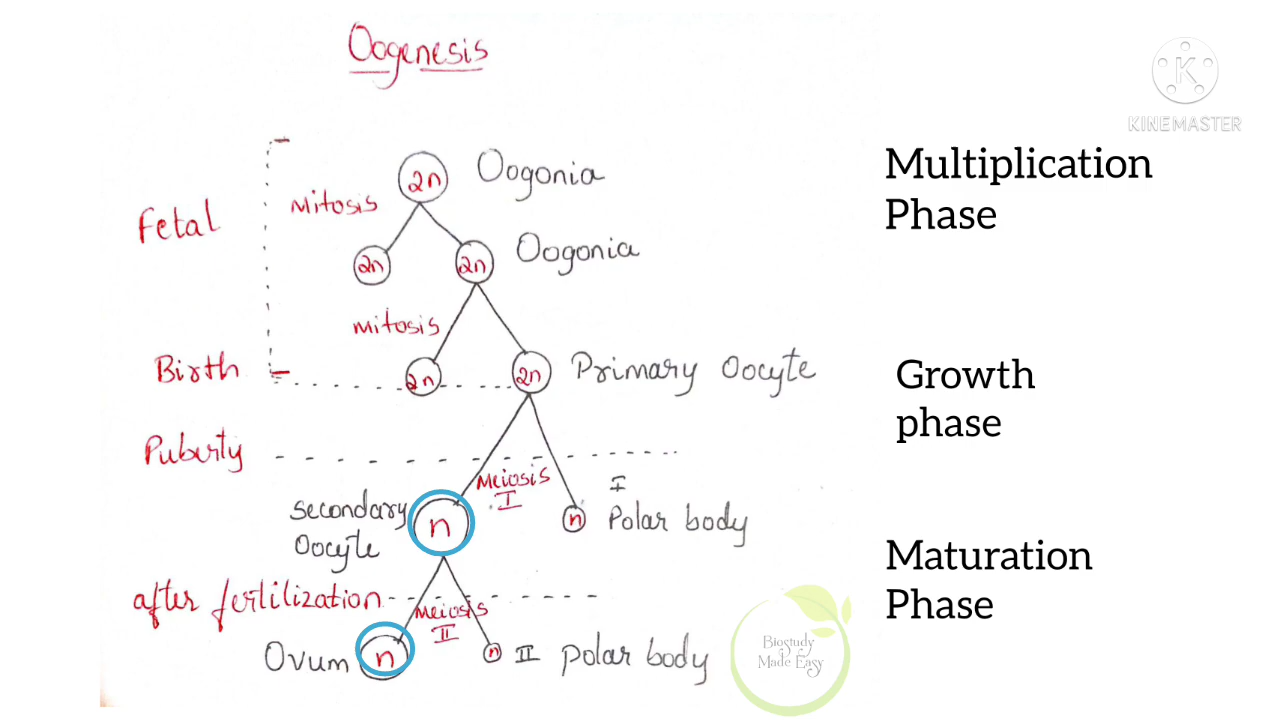 Oogenesis
KINEMASTER
Multiplication
Phase
2n
Oogonia
mitosis
Fetal
2n
2n
Oogonia
mitosis
Birth
2n
2n
Primary Oocyte
Growth
phase
Puberty
Meiosis
I
Secondary
Oocyte
n
n
I
Polar body
Maturation
Phase
after fertilization
Meiosis
II
Ovum
n
n
II polar body
Biostudy
Made Easy